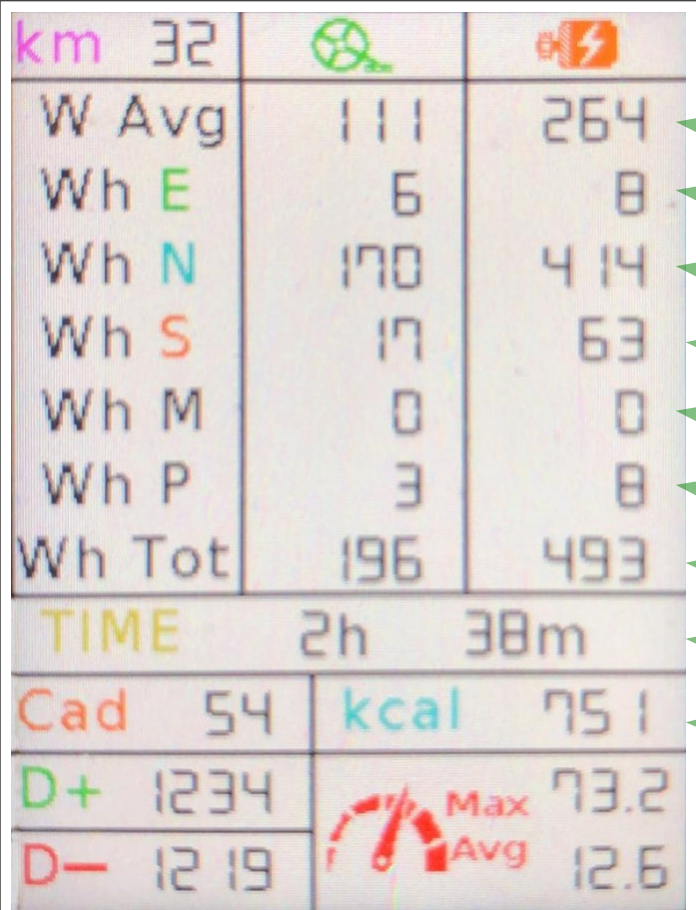 km 32
W Avg 111 264
Wh E 6 8
Wh N 170 414
Wh S 17 63
Wh M 0 0
Wh P 3 8
Wh Tot 196 493
TIME 2h 38m
Cad 54 kcal 751
D+ 1234 Max 73.2
D− 1219 Avg 12.6